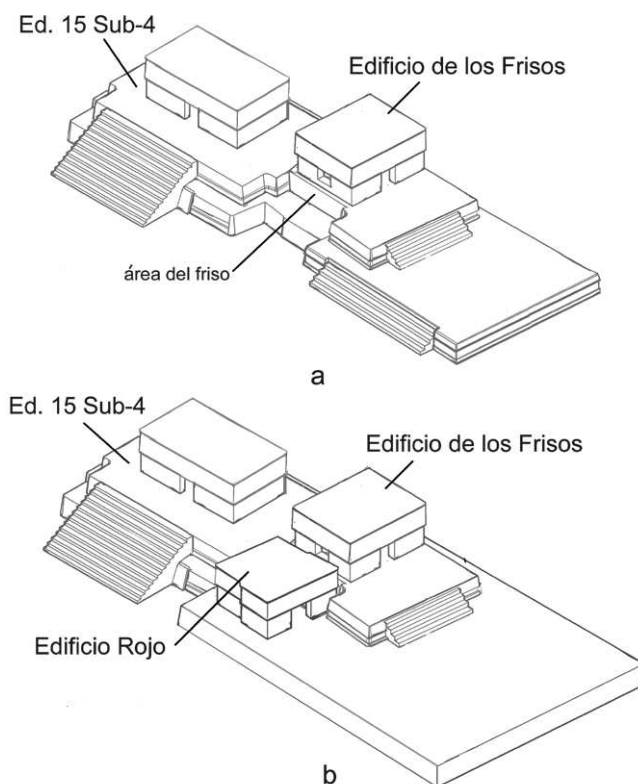 Ed. 15 Sub-4
Edificio de los Frisos
área del friso
a
Ed. 15 Sub-4
Edificio de los Frisos
Edificio Rojo
b